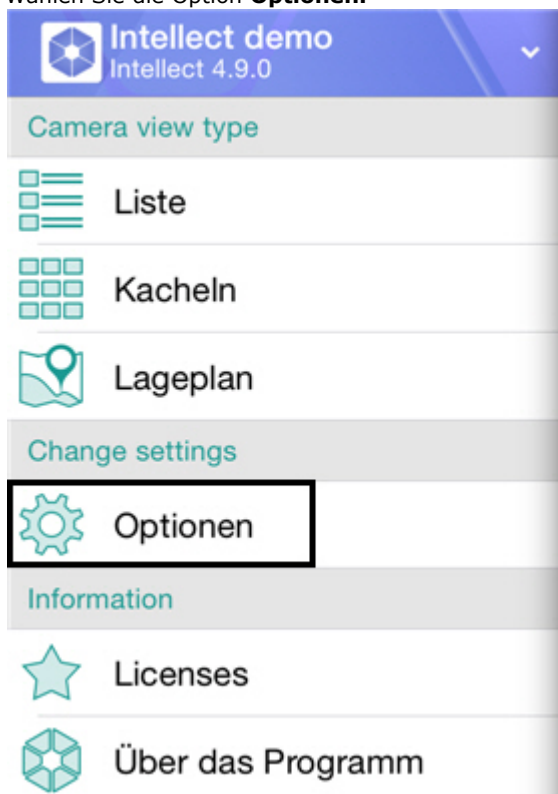 Wählen Sie die Option Optionen.
Intellect demo
Intellect 4.9.0
Camera view type
Liste
Kacheln
Lageplan
Change settings
Optionen
Information
Licenses
Über das Programm